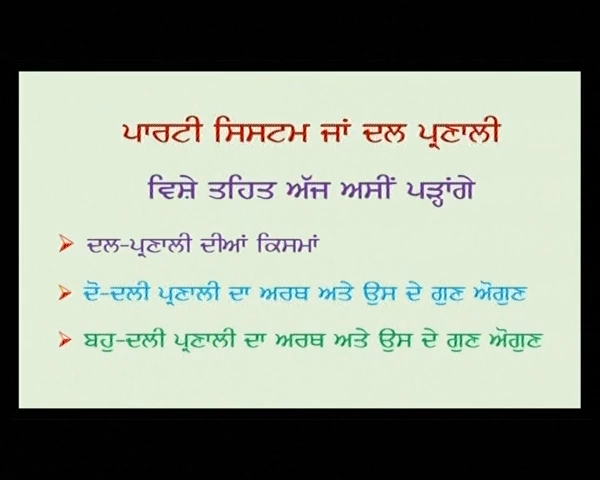 ਪਾਰਟੀ ਸਿਸਟਮ ਜਾਂ ਦਲ ਪ੍ਰਣਾਲੀ
ਵਿਸ਼ੇ ਤਹਿਤ ਅੱਜ ਅਸੀਂ ਪੜ੍ਹਾਂਗੇ
ਦਲ-ਪ੍ਰਣਾਲੀ ਦੀਆਂ ਕਿਸਮਾਂ
ਦੋ-ਦਲੀ ਪ੍ਰਣਾਲੀ ਦਾ ਅਰਥ ਅਤੇ ਉਸ ਦੇ ਗੁਣ ਔਗੁਣ
ਬਹੁ-ਦਲੀ ਪ੍ਰਣਾਲੀ ਦਾ ਅਰਥ ਅਤੇ ਉਸ ਦੇ ਗੁਣ ਔਗੁਣ